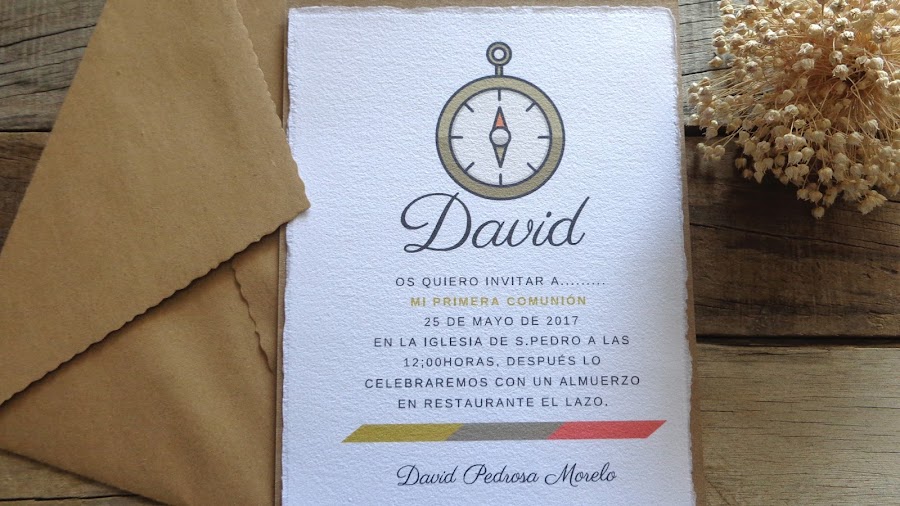 David
OS QUIERO INVITAR A.........
MI PRIMERA COMUNIÓN
25 DE MAYO DE 2017
EN LA IGLESIA DE S.PEDRO A LAS
12;00HORAS, DESPUÉS LO
CELEBRAREMOS CON UN ALMUERZO
EN RESTAURANTE EL LAZO.
David Pedrosa Morelo